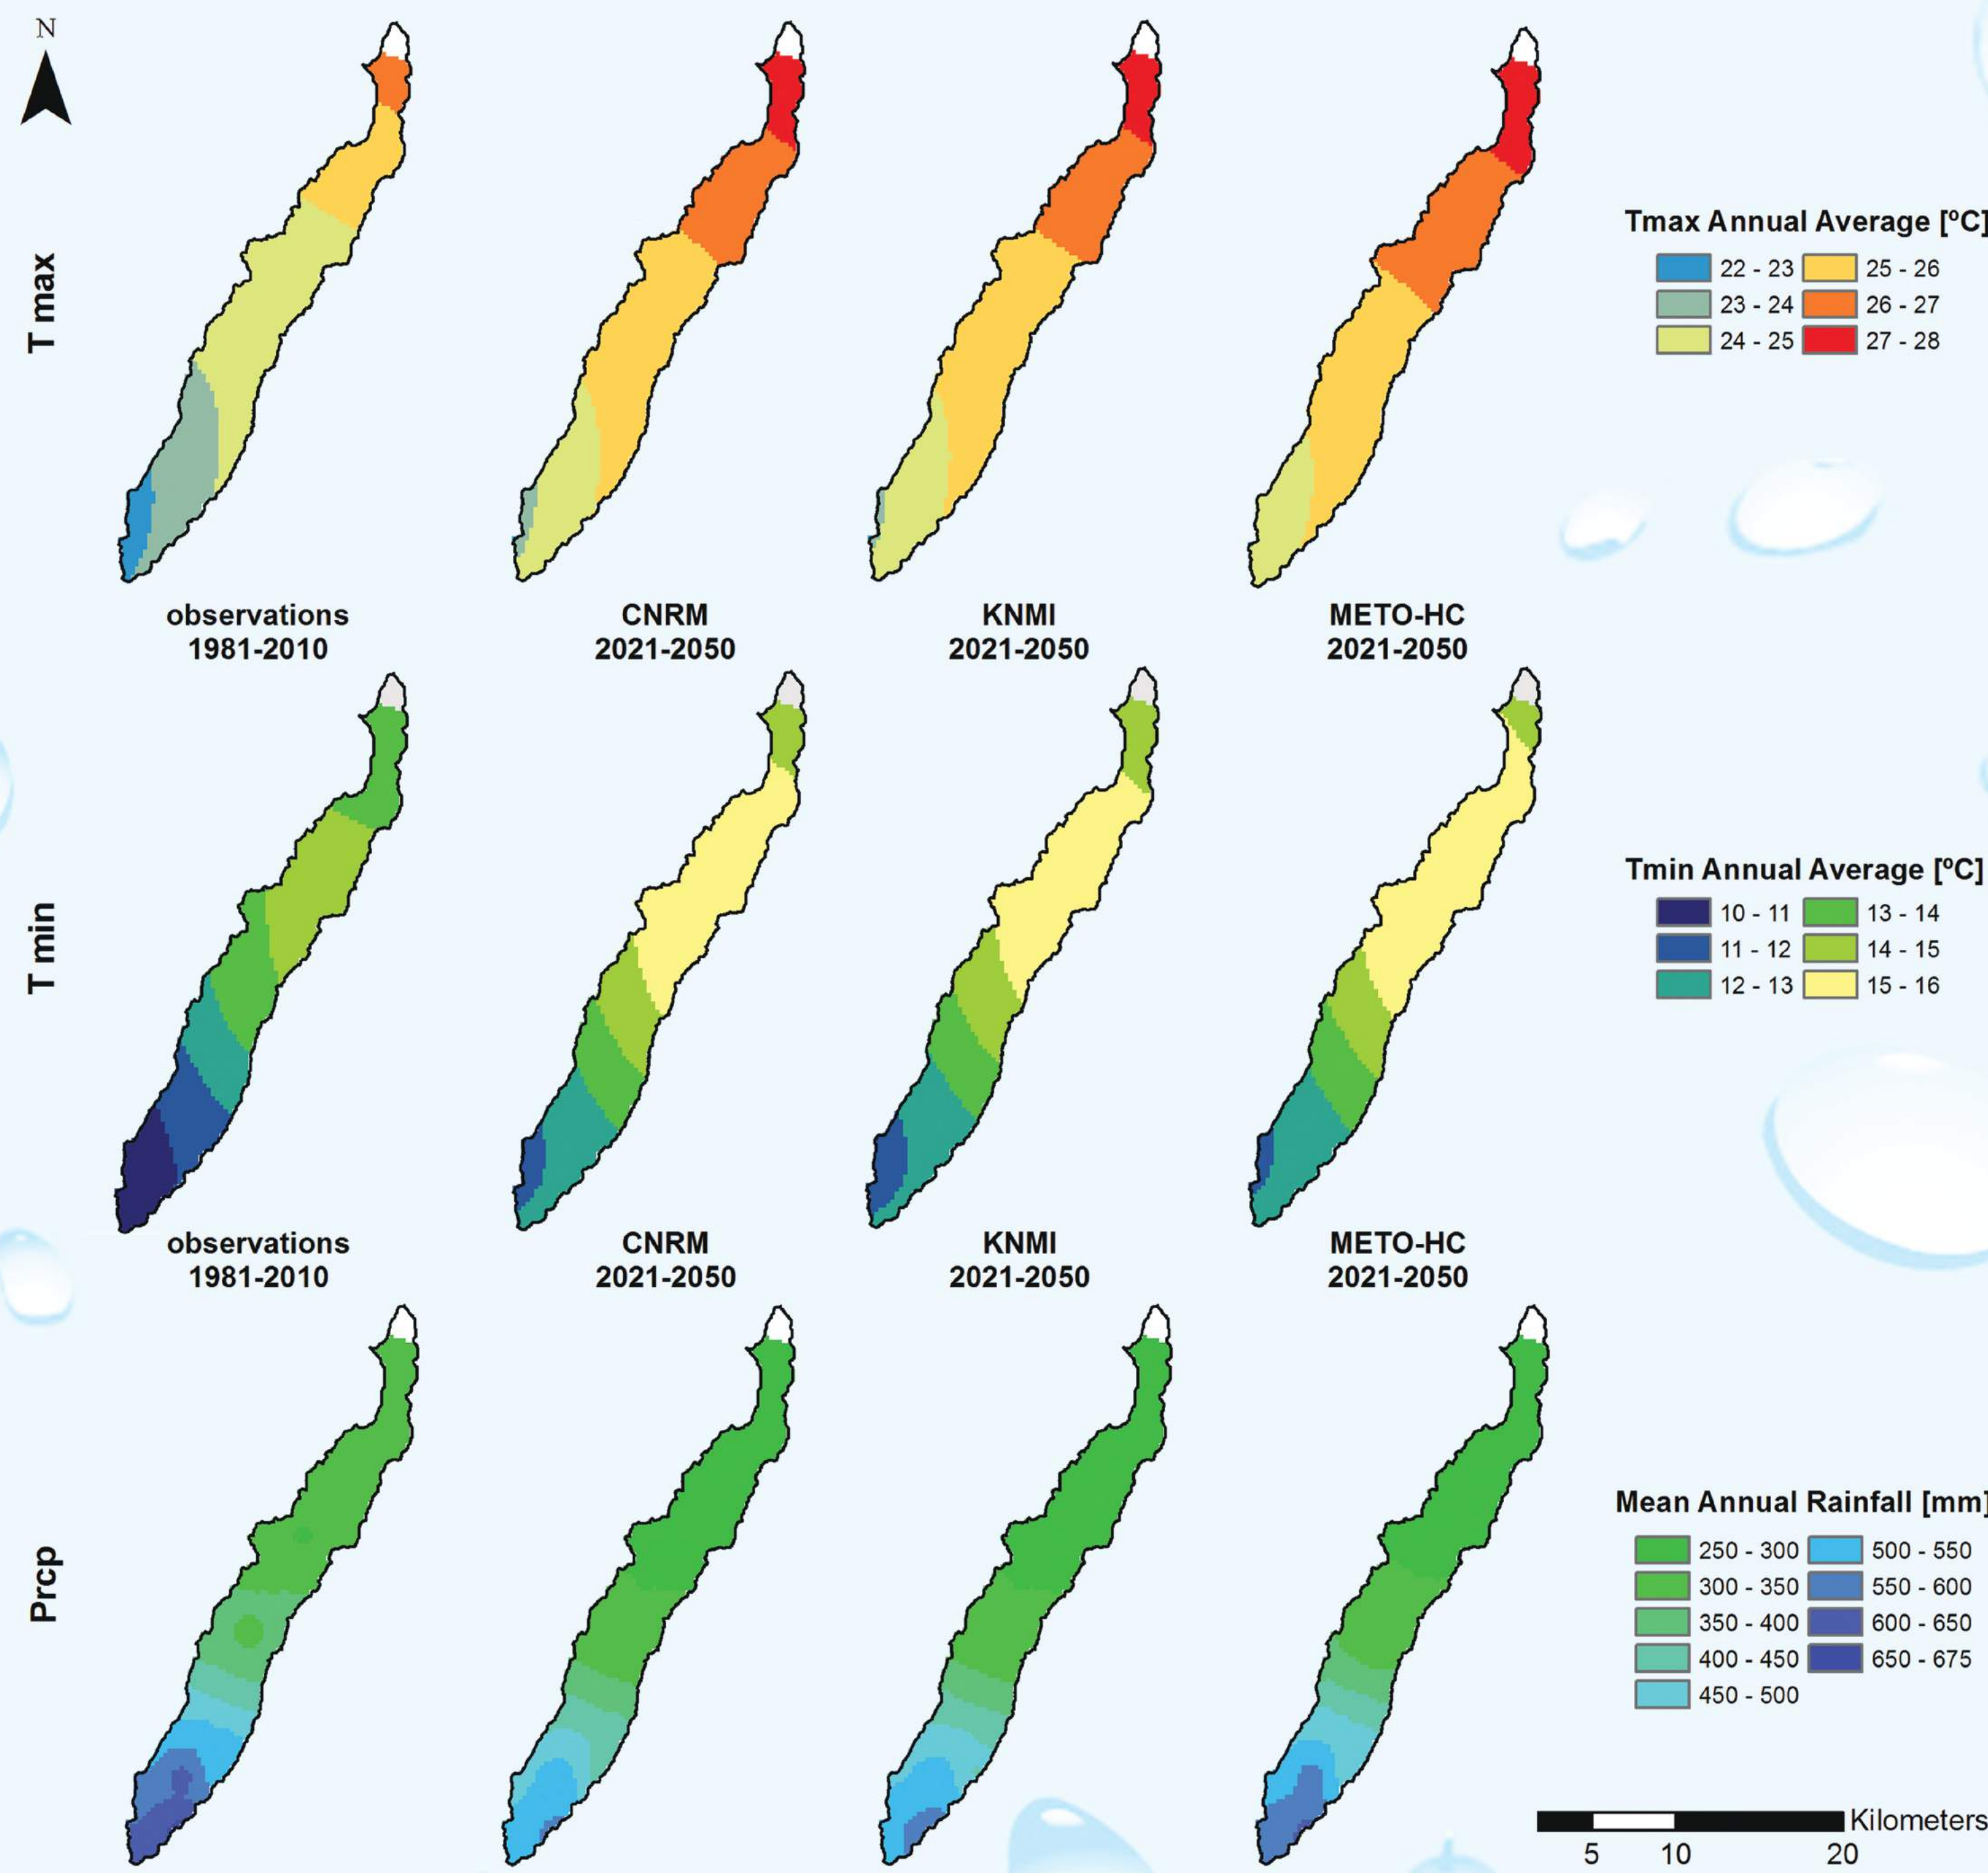 N
T max
Tmax Annual Average [ºC]
22 - 23 25 - 26
23 - 24 26 - 27
24 - 25 27 - 28
observations CNRM KNMI METO-HC
1981-2010 2021-2050 2021-2050 2021-2050
T min
Tmin Annual Average [ºC]
10 - 11 13 - 14
11 - 12 14 - 15
12 - 13 15 - 16
observations CNRM KNMI METO-HC
1981-2010 2021-2050 2021-2050 2021-2050
Prcp
Mean Annual Rainfall [mm]
250 - 300 500 - 550
300 - 350 550 - 600
350 - 400 600 - 650
400 - 450 650 - 675
450 - 500
Kilometers
5 10 20